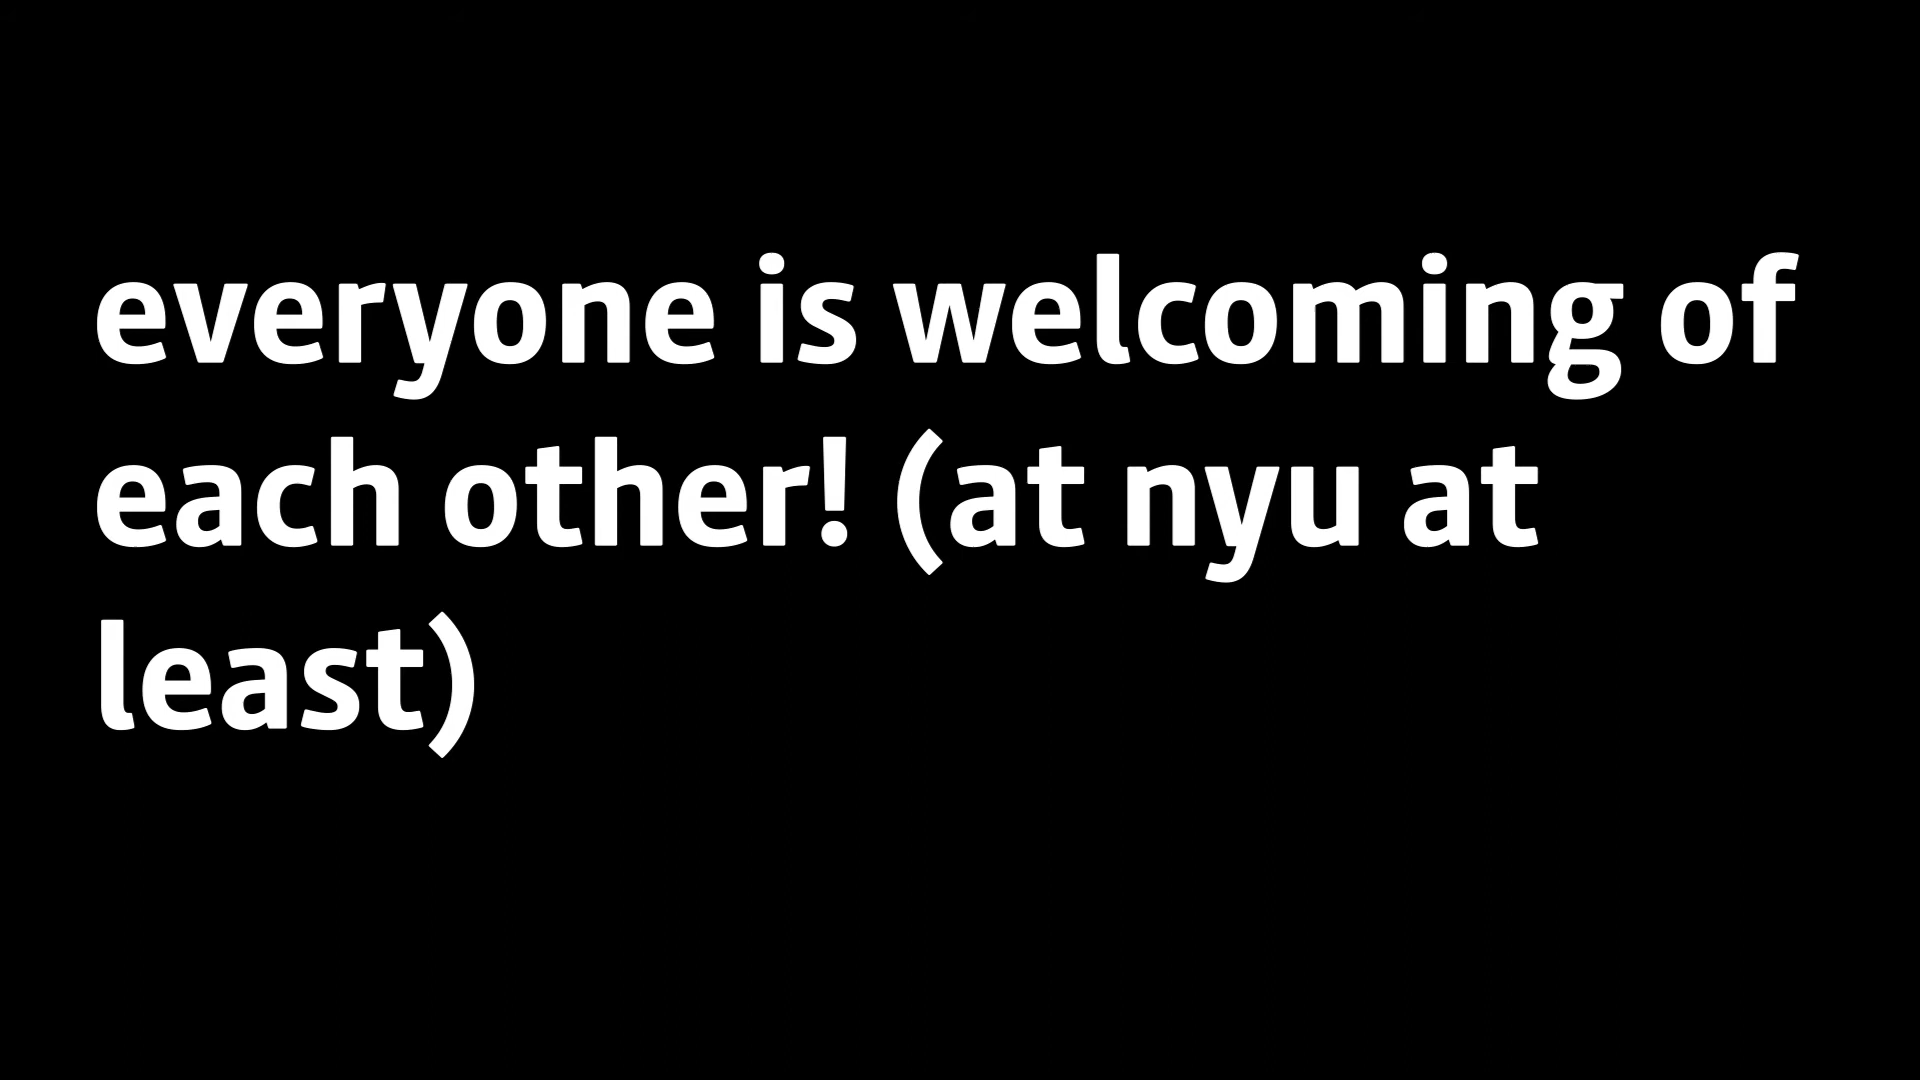 everyone is welcoming of
each other! (at nyu at
least)